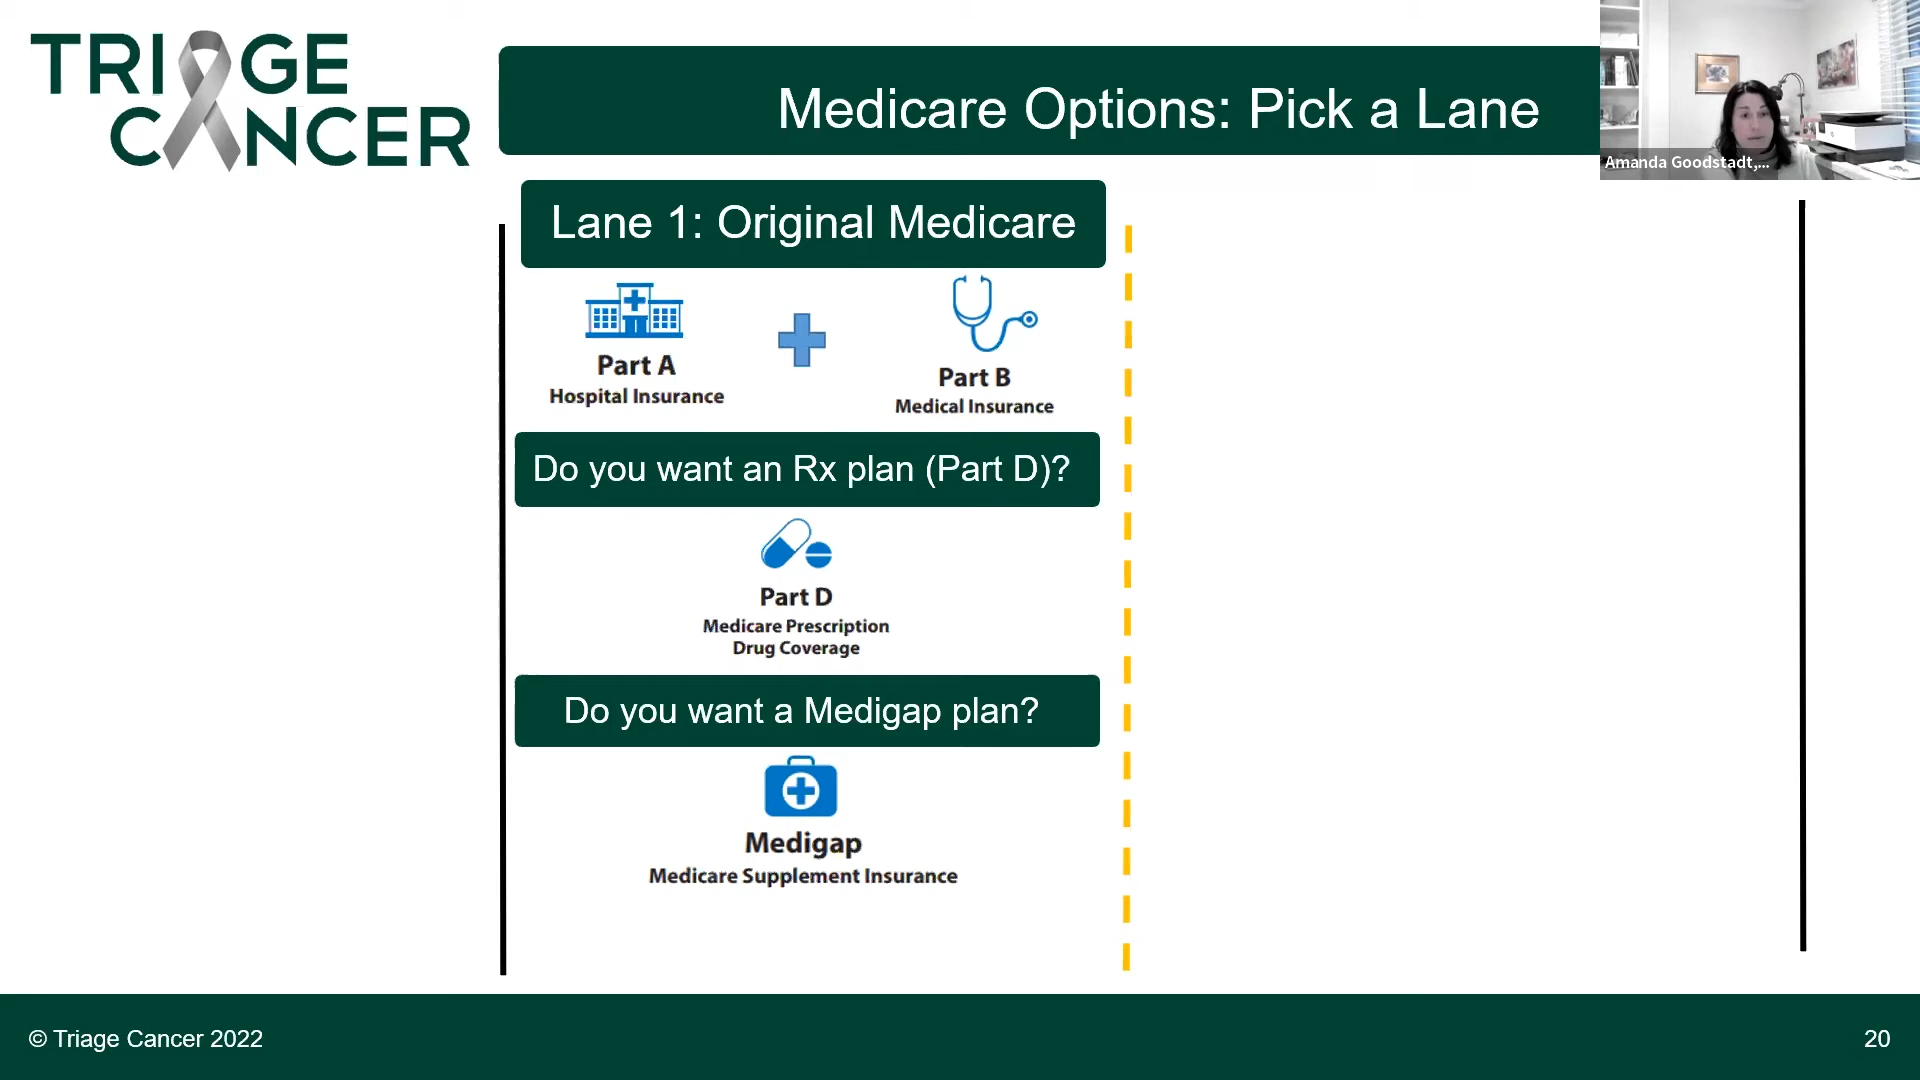 TRIAGE
CANCER
Medicare Options: Pick a Lane
Amanda Goodstadt,...
Lane 1: Original Medicare
Part A
Hospital Insurance
Part B
Medical Insurance
Do you want an Rx plan (Part D)?
Part D
Medicare Prescription
Drug Coverage
Do you want a Medigap plan?
Medigap
Medicare Supplement Insurance
© Triage Cancer 2022
20